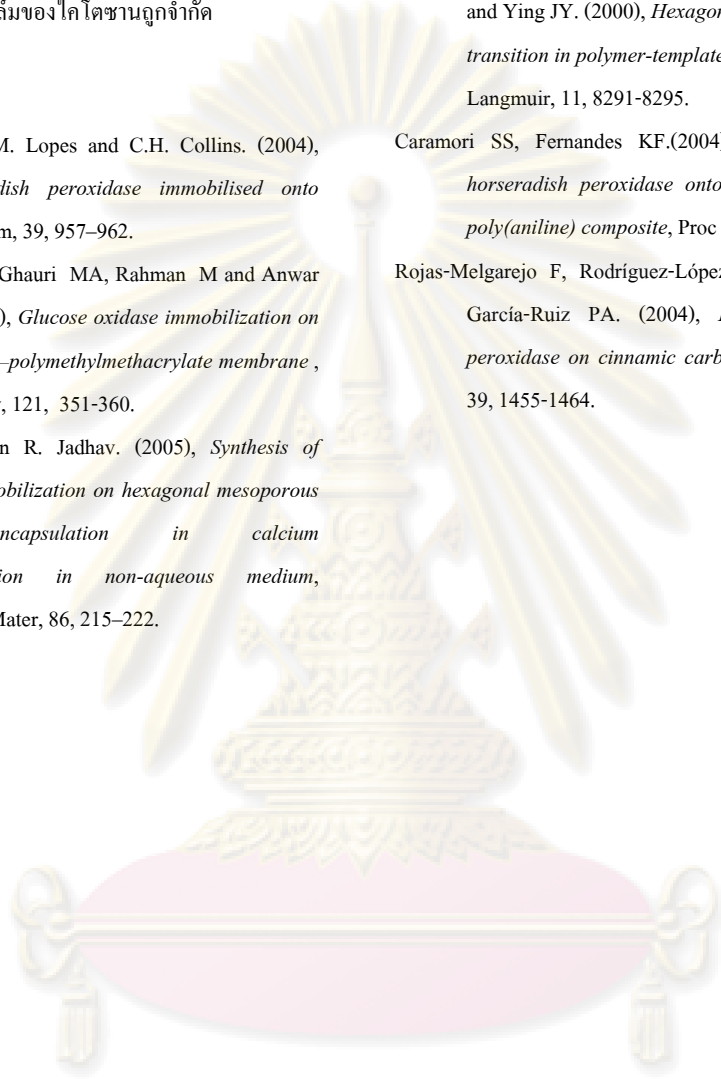 ล์มของไคโตซานถูกจำกัด
M. Lopes and C.H. Collins. (2004),
dish peroxidase immobilised onto
m, 39, 957–962.
Ghauri MA, Rahman M and Anwar
), Glucose oxidase immobilization on
–polymethylmethacrylate membrane ,
, 121, 351-360.
n R. Jadhav. (2005), Synthesis of
obilization on hexagonal mesoporous
ncapsulation in calcium
ion in non-aqueous medium,
Mater, 86, 215–222.
and Ying JY. (2000), Hexagon
transition in polymer-template
Langmuir, 11, 8291-8295.
Caramori SS, Fernandes KF.(2004)
horseradish peroxidase onto
poly(aniline) composite, Proc
Rojas-Melgarejo F, Rodríguez-López
García-Ruiz PA. (2004),
peroxidase on cinnamic carb
39, 1455-1464.